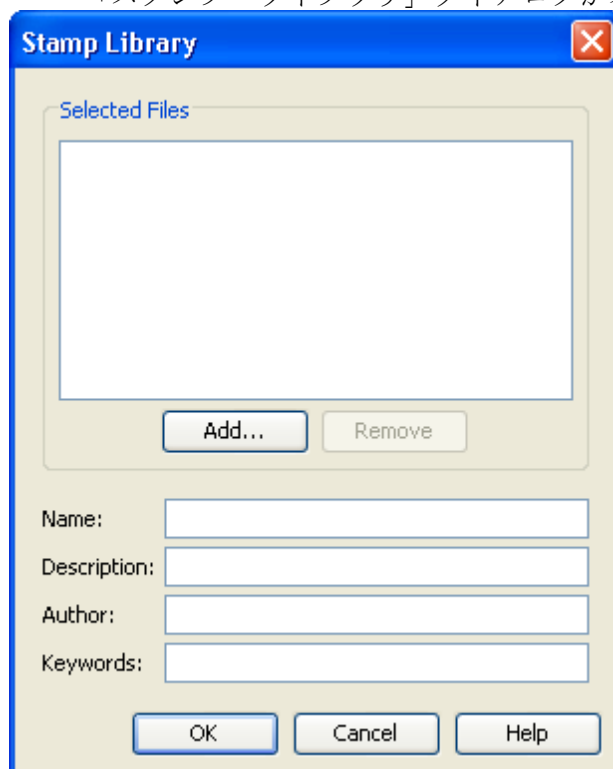 Stamp Library
Selected Files
Add...
Remove
Name:
Description:
Author:
Keywords:
OK
Cancel
Help